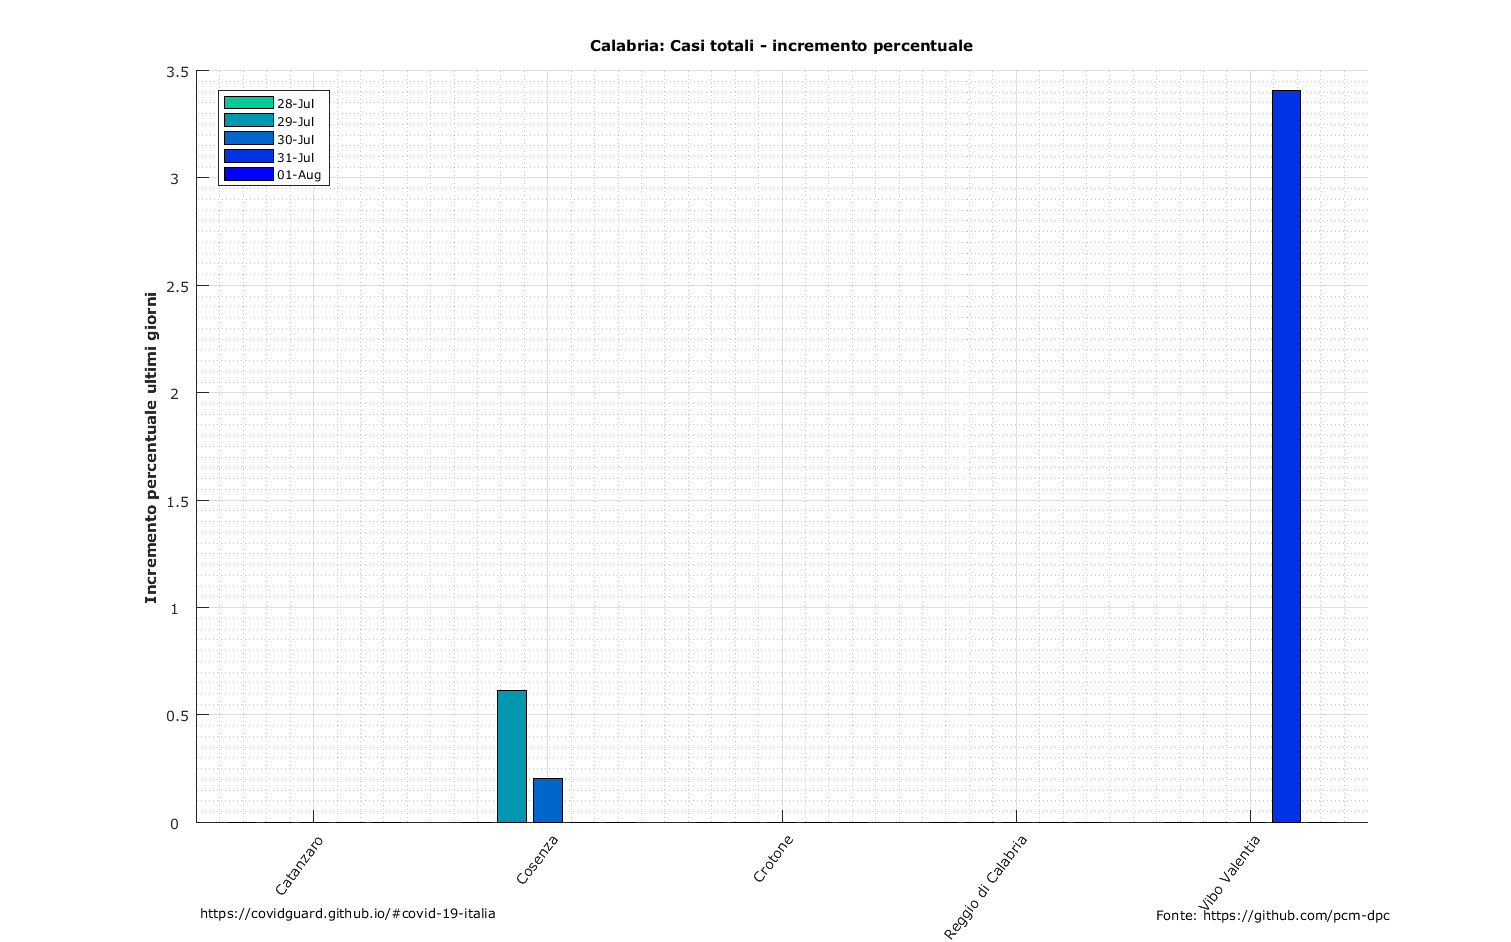 Calabria: Casi totali - incremento percentuale
3.5
3
2.5
2
1.5
1
0.5
0
Incremento percentuale ultimi giorni
28-Jul
29-Jul
30-Jul
31-Jul
01-Aug
Catanzaro
Cosenza
Crotone
Reggio di Calabria
Vibo Valentia
https://covidguard.github.io/#covid-19-italia
Fonte: https://github.com/pcm-dpc